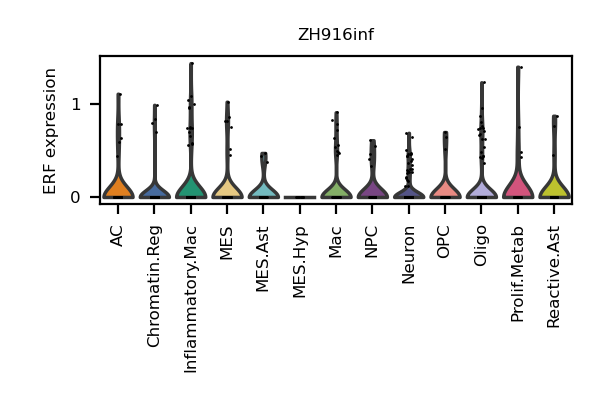 ZH916inf
ERF expression
1
0
AC
Chromatin.Reg
Inflammatory.Mac
MES
MES.Ast
MES.Hyp
Mac
NPC
Neuron
OPC
Oligo
Prolif.Metab
Reactive.Ast